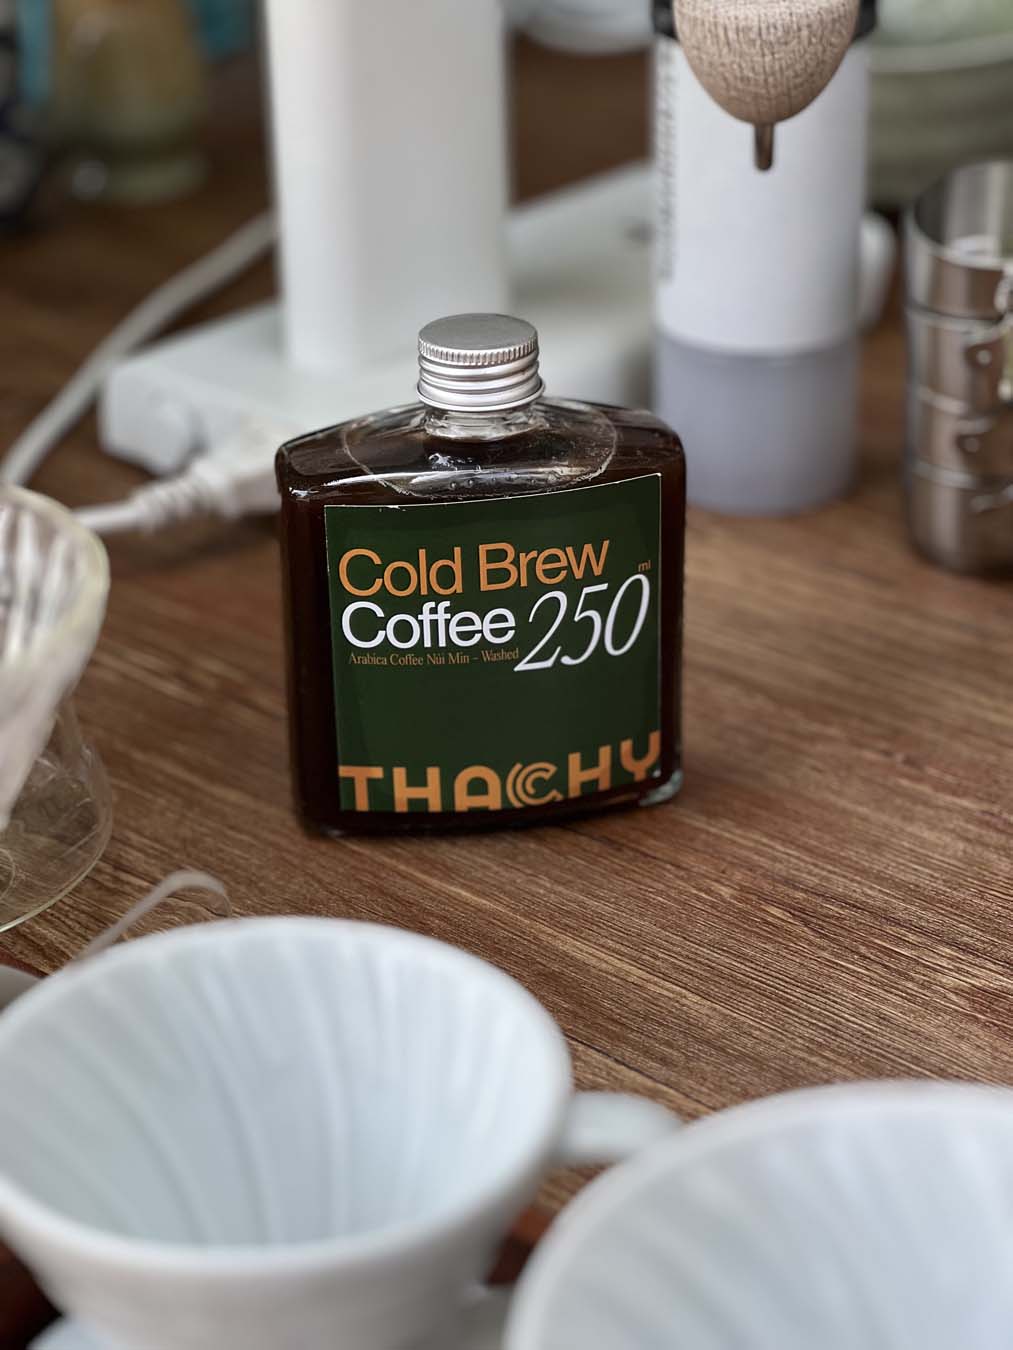 Cold Brew
ml
Coffee 250
Arabica Coffee Núi Min - Washed
THACHY